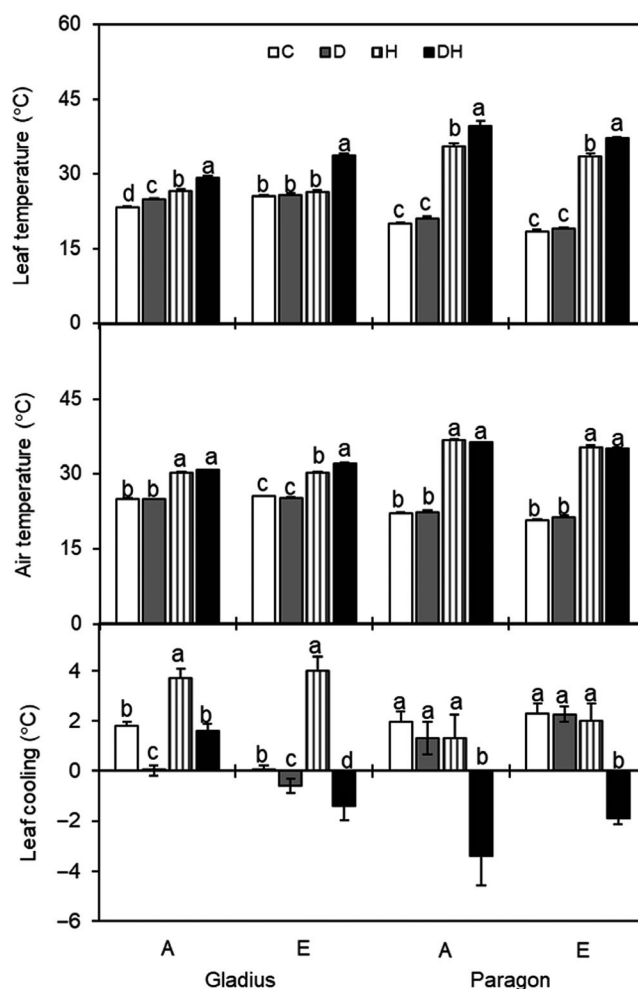 60
C D H DH
45
30
15
0
Leaf temperature (°C)
d c b a b b b a c c b a c c b a
45
30
15
0
Air temperature (°C)
b b a a c c b a b b a a b b a a
4
2
0
−2
−4
−6
Leaf cooling (°C)
b c a b b c a d a a a b a a a b
A E A E
Gladius Paragon